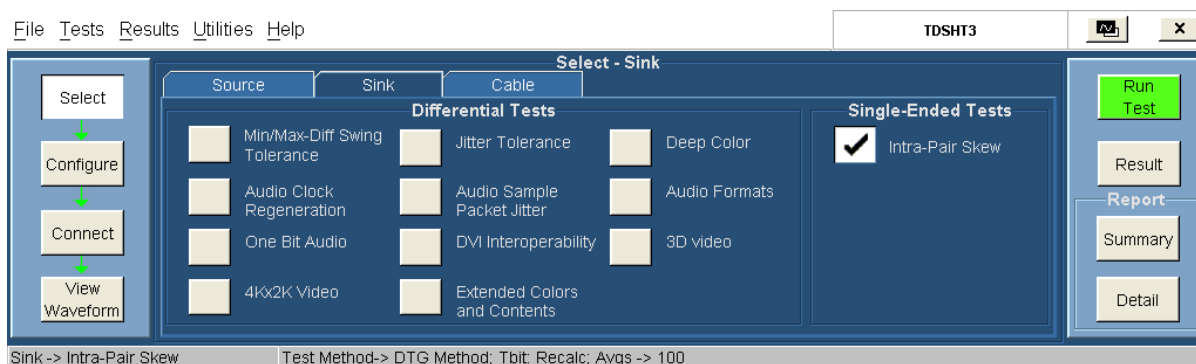 File Tests Results Utilities Help
TDSHT3
X
Select - Sink
Select
Configure
Connect
View
Waveform
Source Sink Cable
Differential Tests
Min/Max-Diff Swing
Tolerance
Jitter Tolerance
Deep Color
Audio Clock
Regeneration
Audio Sample
Packet Jitter
Audio Formats
One Bit Audio
DVI Interoperability
3D video
4Kx2K Video
Extended Colors
and Contents
Single-Ended Tests
Intra-Pair Skew
Run
Test
Result
Report
Summary
Detail
Sink -> Intra-Pair Skew
Test Method-> DTG Method; Tbit: Recalc; Avgs -> 100